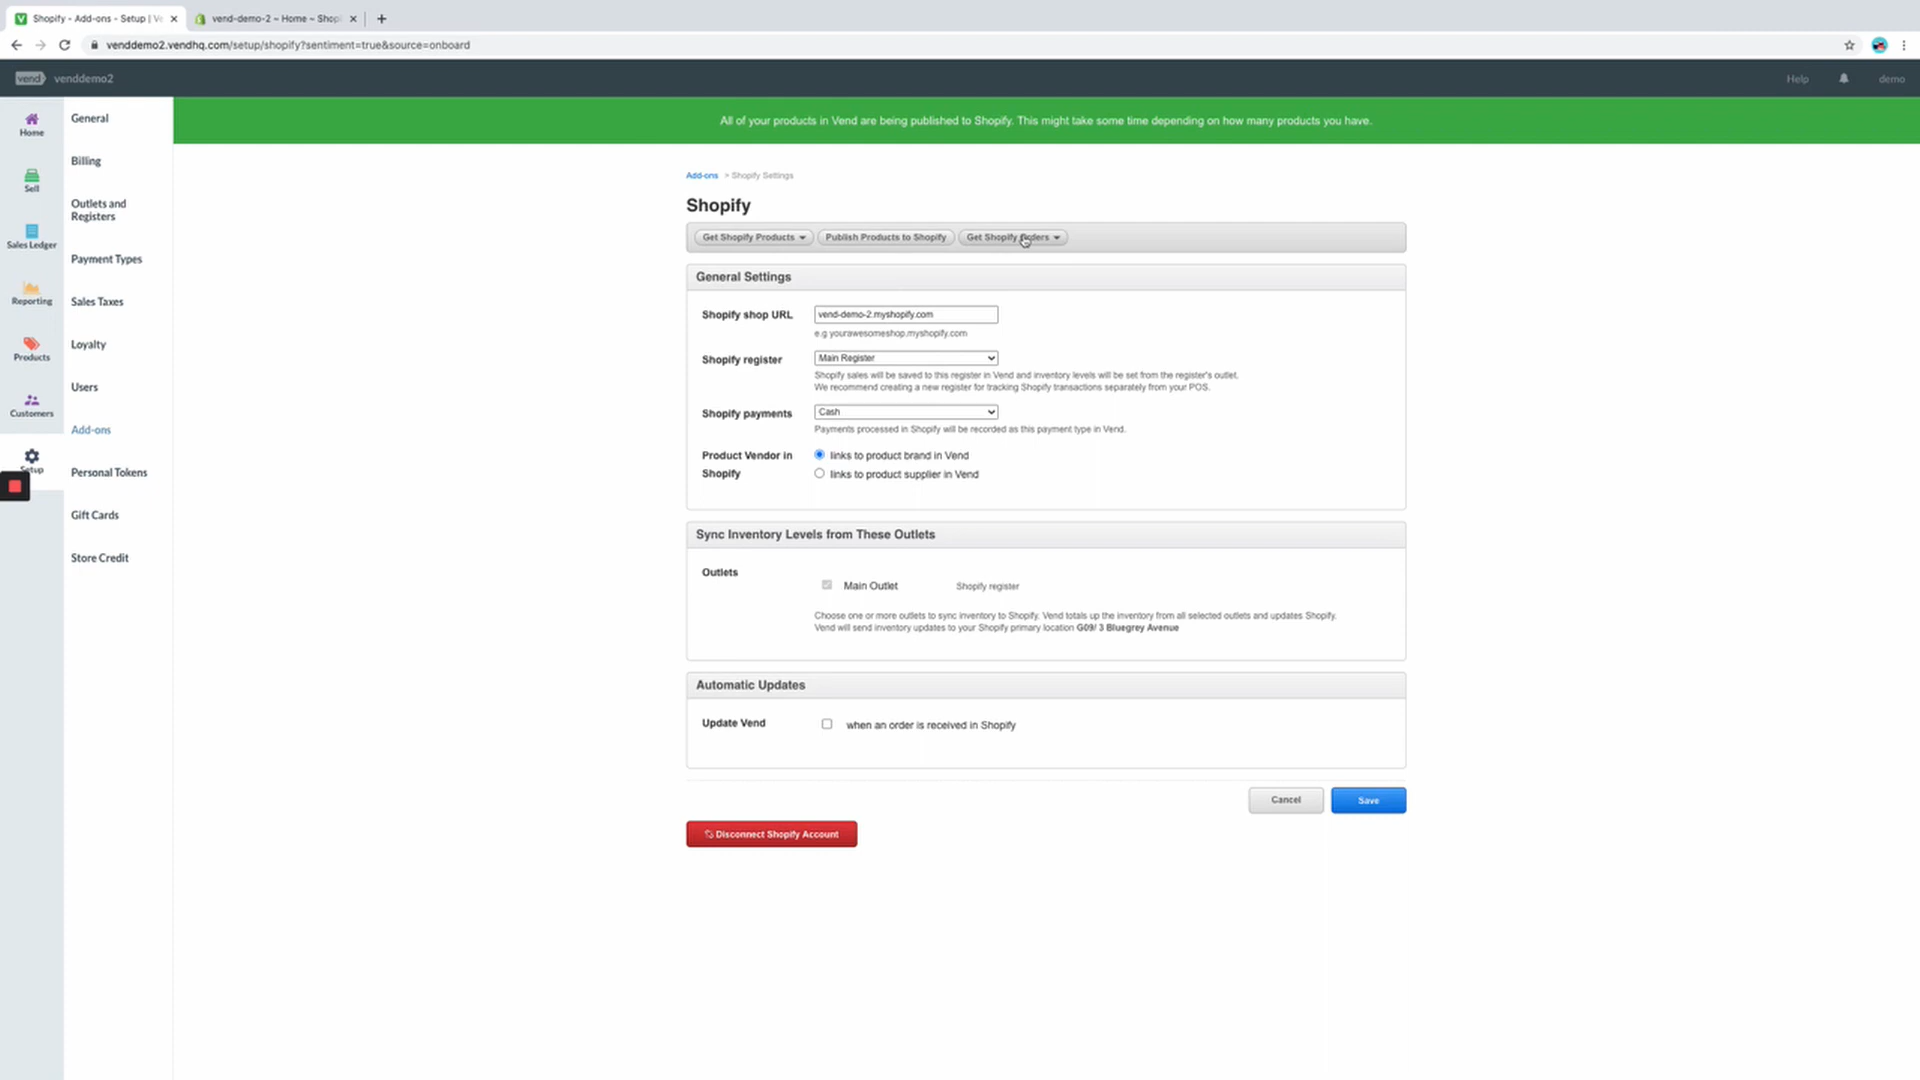 Shopify - Add-ons - Setup | Ve
vend-demo-2 ~ Home ~ Shop
venddemo2.vendhq.com/setup/shopify?sentiment=true&source=onboard
vend venddemo2
Help
demo
Home
Sell
Sales Ledger
Reporting
Products
Customers
Setup
General
Billing
Outlets and
Registers
Payment Types
Sales Taxes
Loyalty
Users
Add-ons
Personal Tokens
Gift Cards
Store Credit
All of your products in Vend are being published to Shopify. This might take some time depending on how many products you have.
Add-ons > Shopify Settings
Shopify
Get Shopify Products
Publish Products to Shopify
Get Shopify Orders
General Settings
Shopify shop URL
vend-demo-2.myshopify.com
e.g yourawesomeshop.myshopify.com
Shopify register
Main Register
Shopify sales will be saved to this register in Vend and inventory levels will be set from the register's outlet.
We recommend creating a new register for tracking Shopify transactions separately from your POS.
Shopify payments
Cash
Payments processed in Shopify will be recorded as this payment type in Vend.
Product Vendor in
Shopify
links to product brand in Vend
links to product supplier in Vend
Sync Inventory Levels from These Outlets
Outlets
Main Outlet
Shopify register
Choose one or more outlets to sync inventory to Shopify. Vend totals up the inventory from all selected outlets and updates Shopify.
Vend will send inventory updates to your Shopify primary location G09/ 3 Bluegrey Avenue
Automatic Updates
Update Vend
when an order is received in Shopify
Cancel
Save
Disconnect Shopify Account